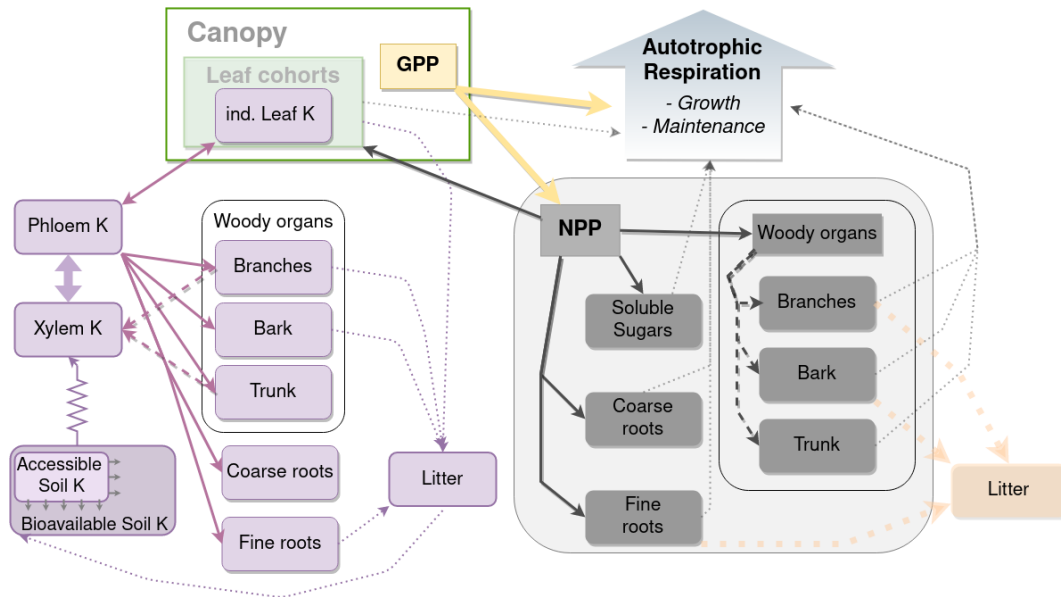 Canopy
GPP
Leaf cohorts
ind. Leaf K
Autotrophic
Respiration
- Growth
- Maintenance
Phloem K
Xylem K
Woody organs
Branches
Bark
Trunk
Coarse roots
Fine roots
Accessible
Soil K
Bioavailable Soil K
Litter
NPP
Soluble
Sugars
Coarse
roots
Fine
roots
Woody organs
Branches
Bark
Trunk
Litter